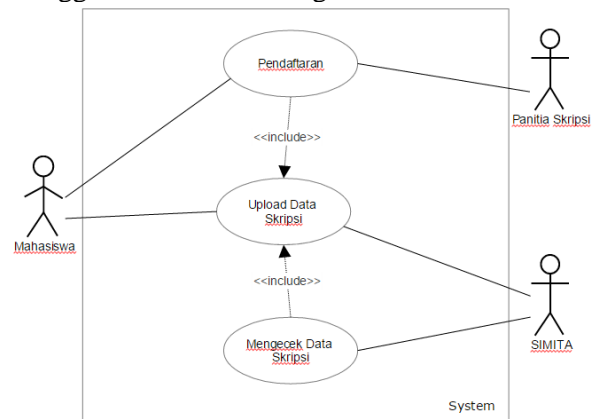 Pendaftaran
Panitia Skripsi
<<include>>
Upload Data
Skripsi
Mahasiswa
<<include>>
Mengecek Data
Skripsi
SIMITA
System